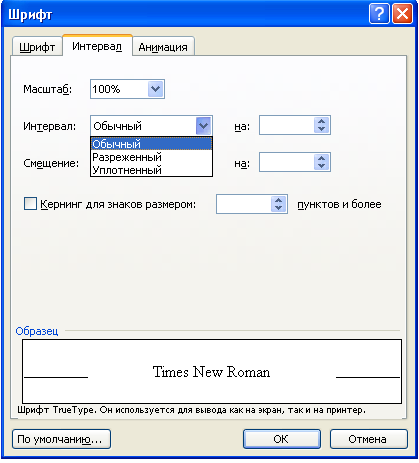 Шрифт
Шрифт Интервал Анимация
Масштаб: 100%
Интервал: Обычный на:
Обычный
Разреженный
Уплотненный
Смещение: на:
Кернинг для знаков размером: пунктов и более
Образец
Times New Roman
Шрифт TrueType. Он используется для вывода как на экран, так и на принтер.
По умолчанию... ОК Отмена